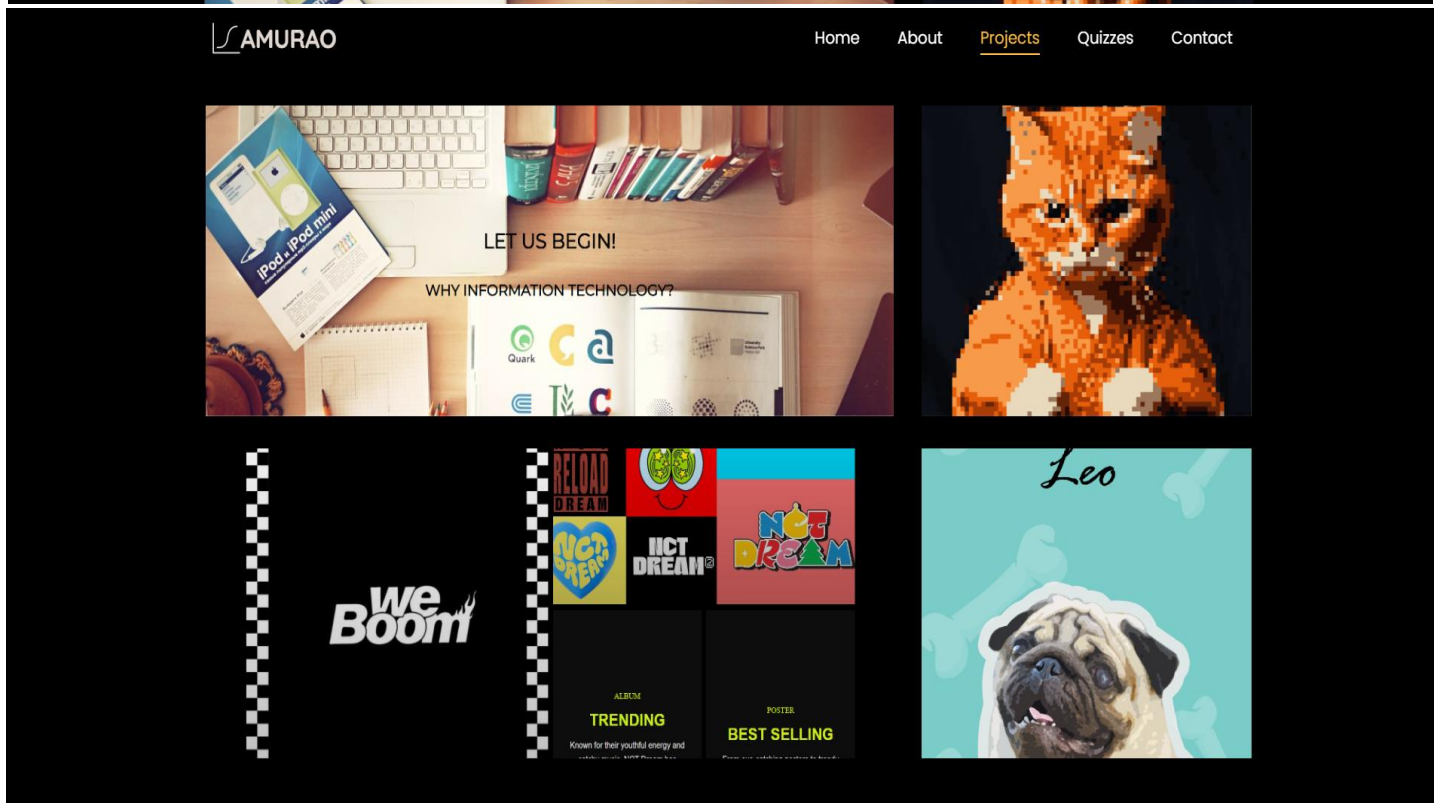 AMURAO
Home
About
Projects
Quizzes
Contact
iPod и iPod mini
LET US BEGIN!
WHY INFORMATION TECHNOLOGY?
Quark
we
Boom
RELOAD
DREAM
NCT
DREAM
NCT
DREAM
NCT
DREAM
ALBUM
TRENDING
Known for their youthful energy and
POSTER
BEST SELLING
Leo